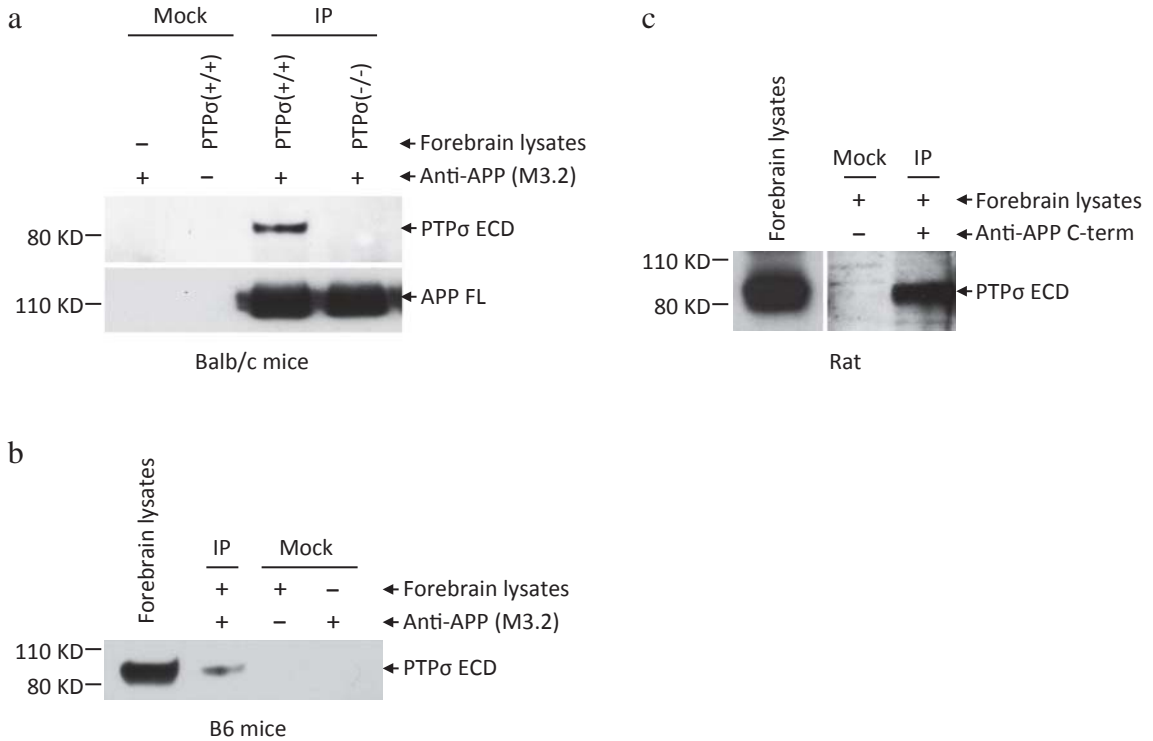 a
Mock IP
PTPσ(+/+) PTPσ(+/+) PTPσ(-/-)
– Forebrain lysates
+ – + + Anti-APP (M3.2)
80 KD PTPσ ECD
110 KD APP FL
Balb/c mice
c
Forebrain lysates
Mock IP
+ + Forebrain lysates
– + Anti-APP C-term
110 KD
80 KD PTPσ ECD
Rat
b
Forebrain lysates
IP Mock
+ + – Forebrain lysates
+ – + Anti-APP (M3.2)
110 KD
80 KD PTPσ ECD
B6 mice